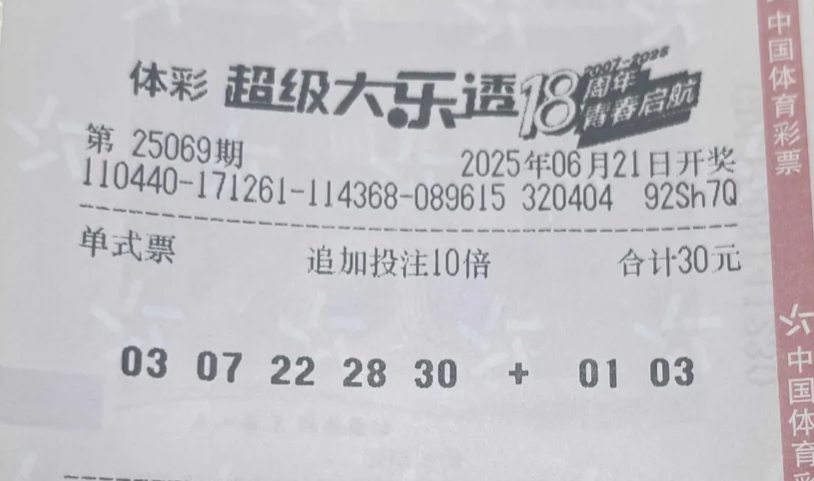 体彩 超级大乐透 18 2007-2025
周年
青春启航
第 25069期 2025年06月21日开奖
110440-171261-114368-089615 320404 92Sh7Q
单式票 追加投注10倍 合计30元
03 07 22 28 30 + 01 03
中国体育彩票
中国体育彩